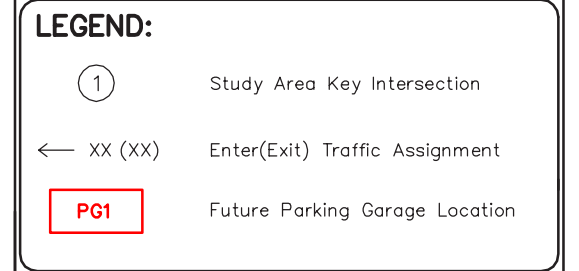 LEGEND:
1 Study Area Key Intersection
← XX (XX) Enter(Exit) Traffic Assignment
PG1 Future Parking Garage Location